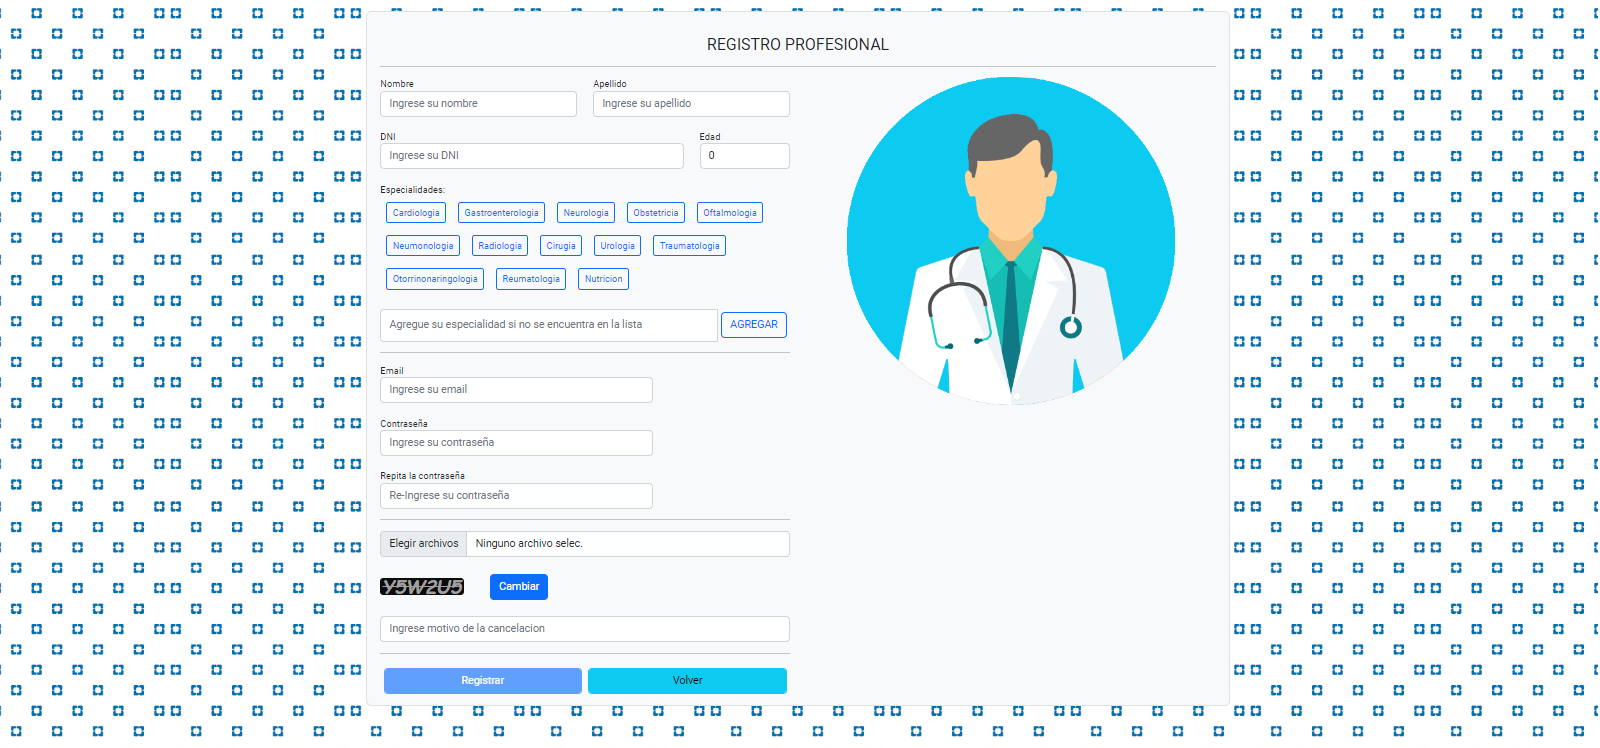 REGISTRO PROFESIONAL
Nombre Apellido
Ingrese su nombre Ingrese su apellido
DNI Edad
Ingrese su DNI 0
Especialidades:
Cardiologia Gastroenterologia Neurologia Obstetricia Oftalmologia
Neumonologia Radiologia Cirugia Urologia Traumatologia
Otorrinonaringologia Reumatologia Nutricion
Agregue su especialidad si no se encuentra en la lista AGREGAR
Email
Ingrese su email
Contraseña
Ingrese su contraseña
Repita la contraseña
Re-Ingrese su contraseña
Elegir archivos Ninguno archivo selec.
Y5W2U5 Cambiar
Ingrese motivo de la cancelacion
Registrar Volver